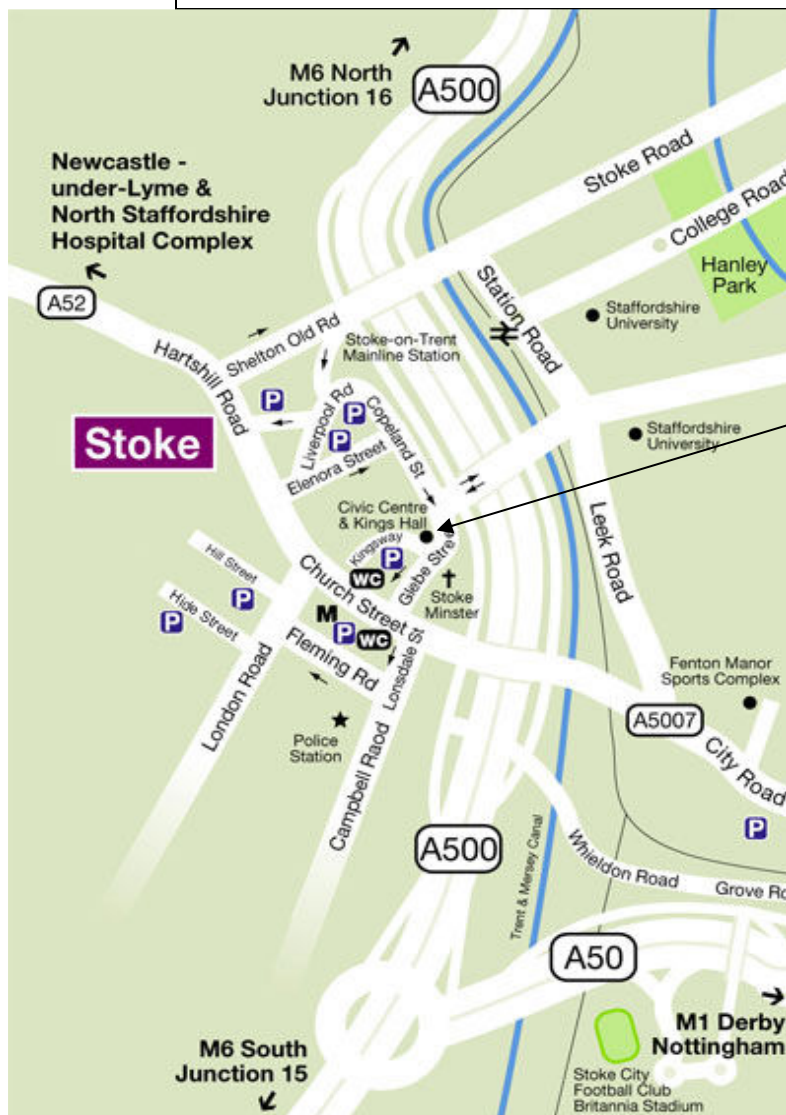 M6 North
Junction 16
A500
Newcastle -
under-Lyme &
North Staffordshire
Hospital Complex
A52
Stoke Road
College Road
Hanley
Park
Station Road
Staffordshire
University
Shelton Old Rd
Stoke-on-Trent
Mainline Station
Hartshill Road
P
Liverpool Rd
P
P
Copeland St
Stoke
Elenora Street
Staffordshire
University
Civic Centre
& Kings Hall
Kingsway
P
Glebe Stree
WC
Stoke
Minster
Leek Road
Hill Street
P
Hide Street
P
Church Street
M
P
WC
Fleming Rd
Lonsdale St
London Road
Police
Station
Campbell Raod
Fenton Manor
Sports Complex
A5007
City Road
P
A500
Trent & Mersey Canal
Whieldon Road
Grove Ro
A50
M1 Derby
Nottingham
M6 South
Junction 15
Stoke City
Football Club
Britannia Stadium